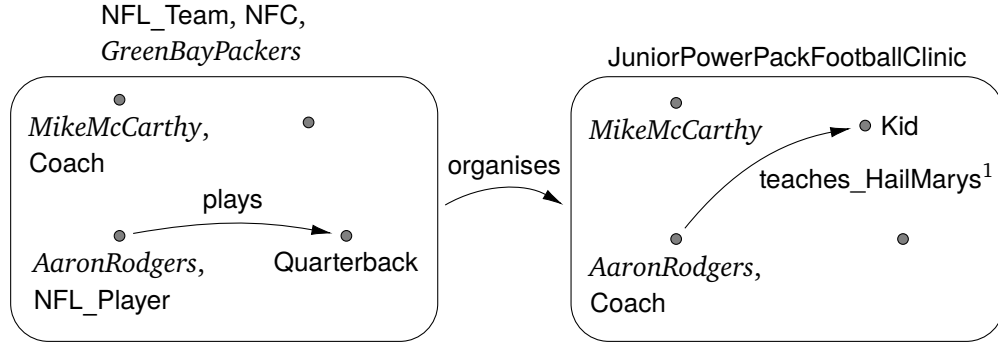 NFL_Team, NFC,
GreenBayPackers
JuniorPowerPackFootballClinic
MikeMcCarthy,
Coach
plays
AaronRodgers,
NFL_Player
Quarterback
organises
MikeMcCarthy
Kid
teaches_HailMarys¹
AaronRodgers,
Coach